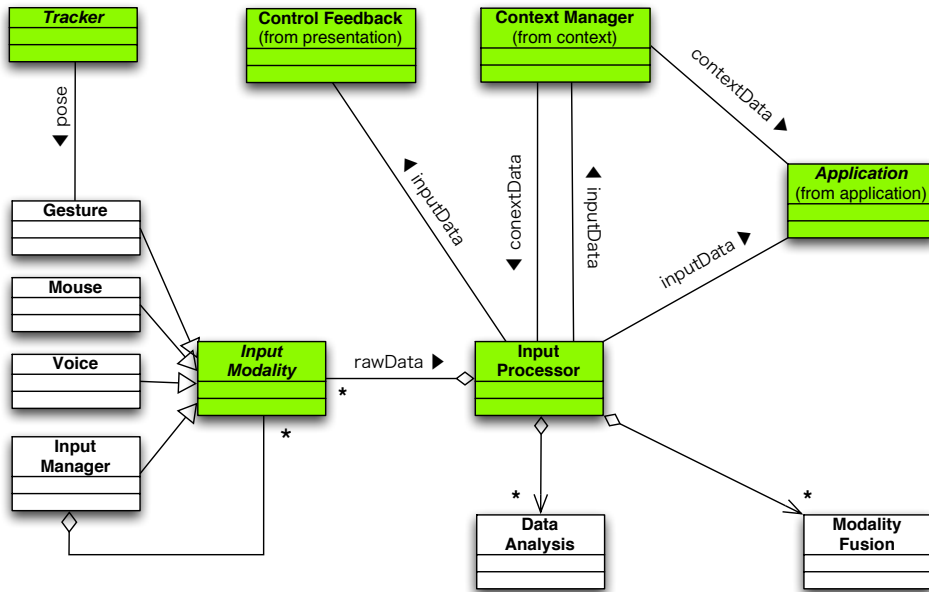 Tracker
Control Feedback
(from presentation)
Context Manager
(from context)
▼ pose
contextData ▼
▲ inputData
▼ conextData
▲ inputData
Application
(from application)
inputData ▲
Gesture
Mouse
Voice
Input
Manager
Input
Modality
rawData ▶
*
*
Input
Processor
*
*
Data
Analysis
Modality
Fusion